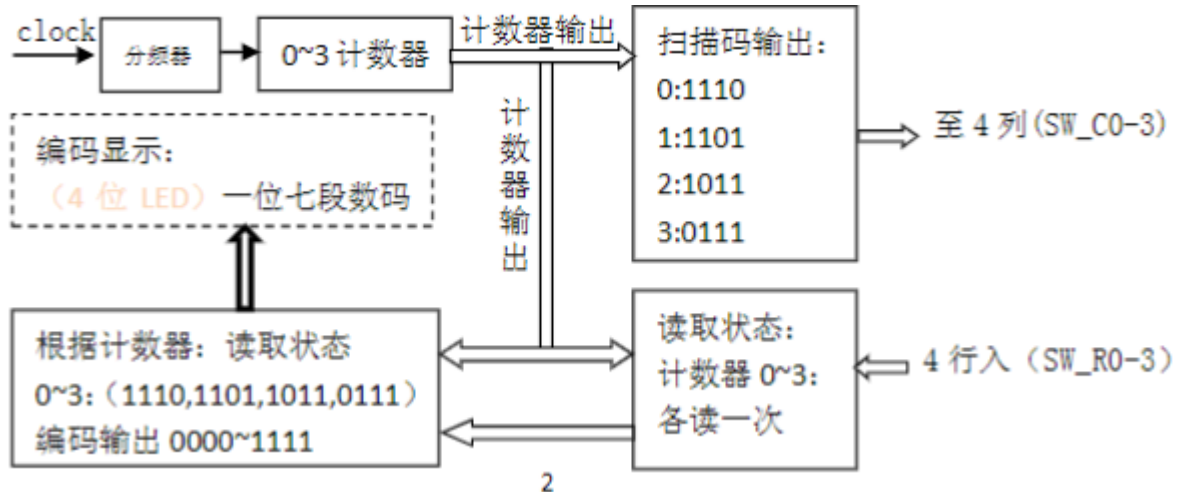 clock
分频器
0~3 计数器
计数器输出
扫描码输出：
0:1110
1:1101
2:1011
3:0111
至 4 列(SW_C0-3)
编码显示：
（4 位 LED）一位七段数码
计数器输出
根据计数器：读取状态
0~3:（1110,1101,1011,0111）
编码输出 0000~1111
读取状态：
计数器 0~3：
各读一次
4 行入（SW_R0-3）
2